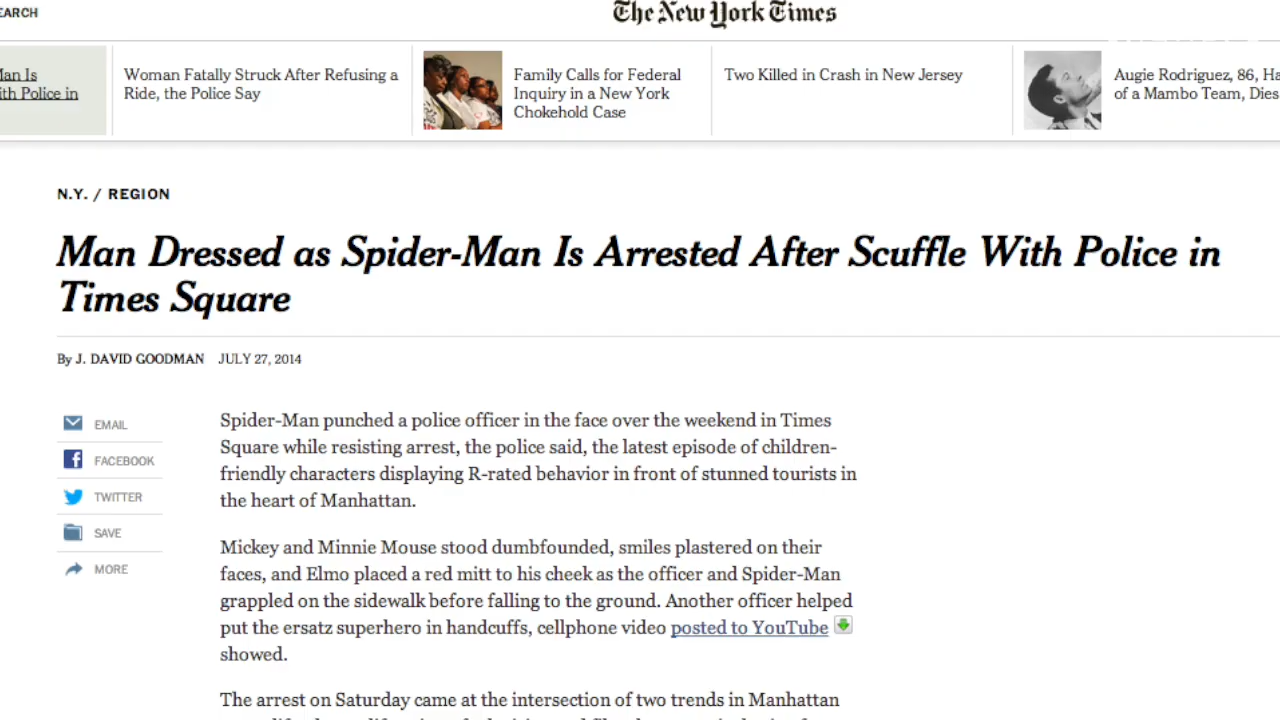 EARCH
The New York Times
Man Is
ith Police in
Woman Fatally Struck After Refusing a
Ride, the Police Say
Family Calls for Federal
Inquiry in a New York
Chokehold Case
Two Killed in Crash in New Jersey
Augie Rodriguez, 86, Ha
of a Mambo Team, Dies
N.Y. / REGION
Man Dressed as Spider-Man Is Arrested After Scuffle With Police in
Times Square
By J. DAVID GOODMAN JULY 27, 2014
EMAIL
FACEBOOK
TWITTER
SAVE
MORE
Spider-Man punched a police officer in the face over the weekend in Times
Square while resisting arrest, the police said, the latest episode of children-
friendly characters displaying R-rated behavior in front of stunned tourists in
the heart of Manhattan.
Mickey and Minnie Mouse stood dumbfounded, smiles plastered on their
faces, and Elmo placed a red mitt to his cheek as the officer and Spider-Man
grappled on the sidewalk before falling to the ground. Another officer helped
put the ersatz superhero in handcuffs, cellphone video posted to YouTube
showed.
The arrest on Saturday came at the intersection of two trends in Manhattan